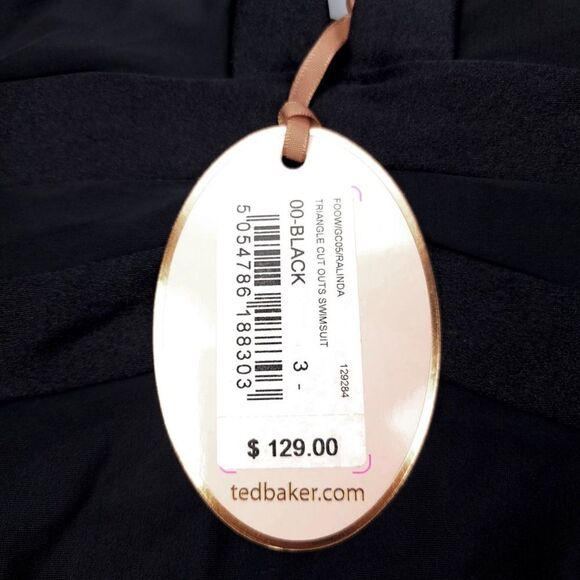 FOOW/GC05/RALINDA 129284
TRIANGLE CUT OUTS SWIMSUIT
00-BLACK 3 -
5 054786 188303
$ 129.00
tedbaker.com